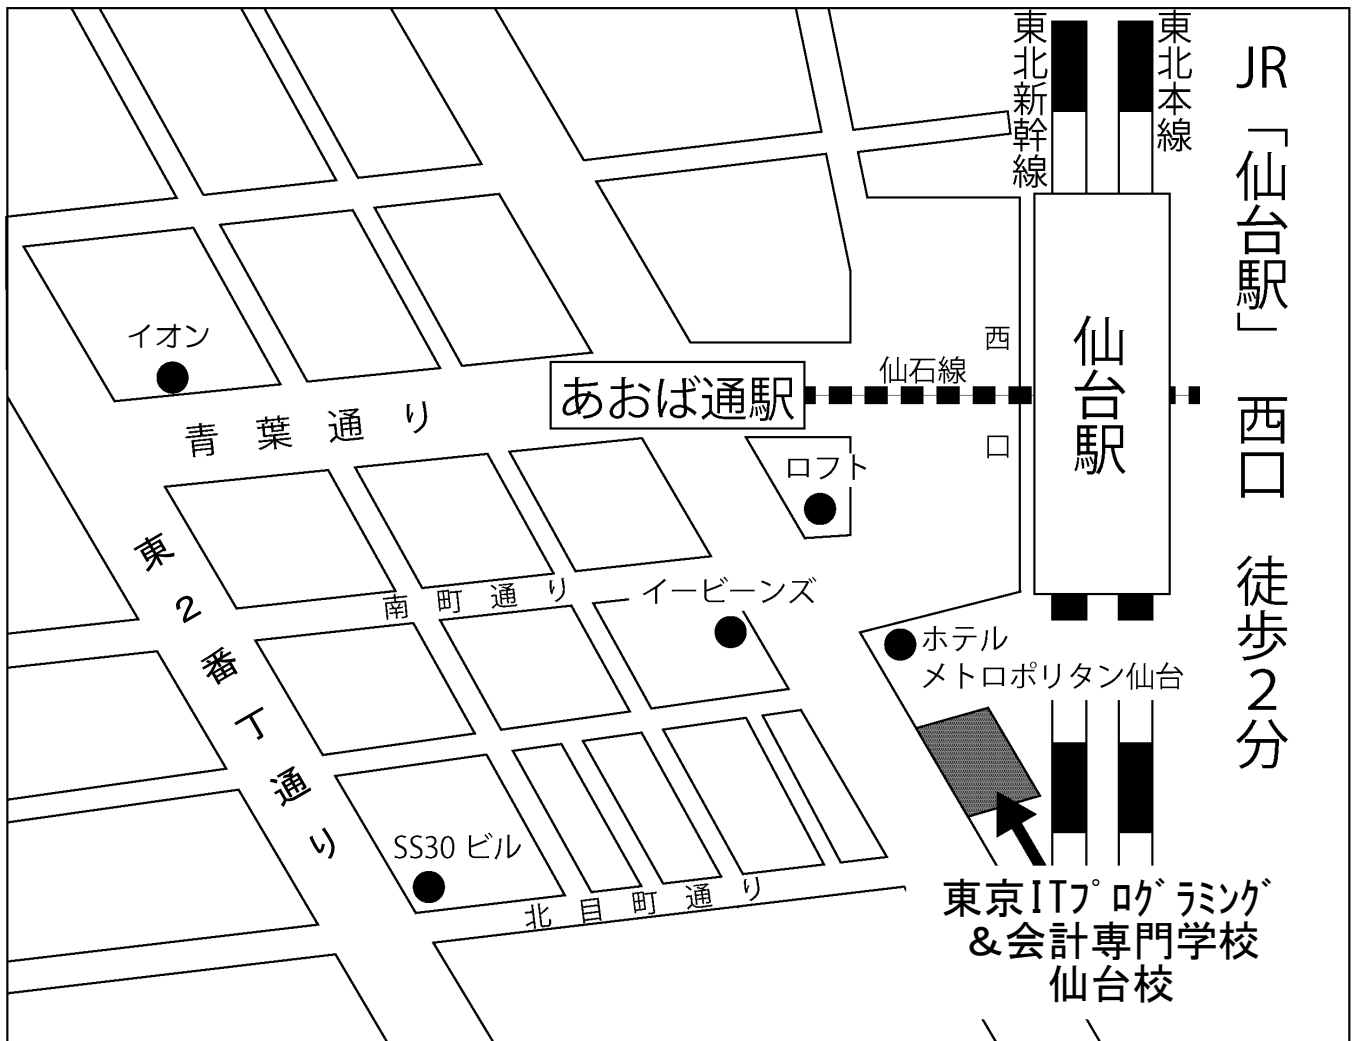 東北新幹線
東北本線
JR「仙台駅」 西口 徒歩2分
イオン
青葉通り
あおば通駅
仙石線
西口
仙台駅
ロフト
東2番丁通り
南町通り
イービーンズ
ホテル
メトロポリタン仙台
SS30 ビル
北目町通り
東京ITプログラミング
&会計専門学校
仙台校